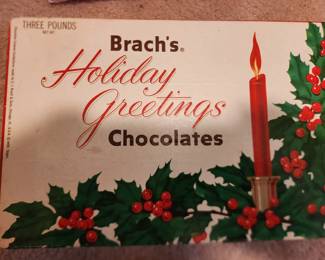 THREE POUNDS
NET WT
Brach's®
Holiday
Greetings
Chocolates